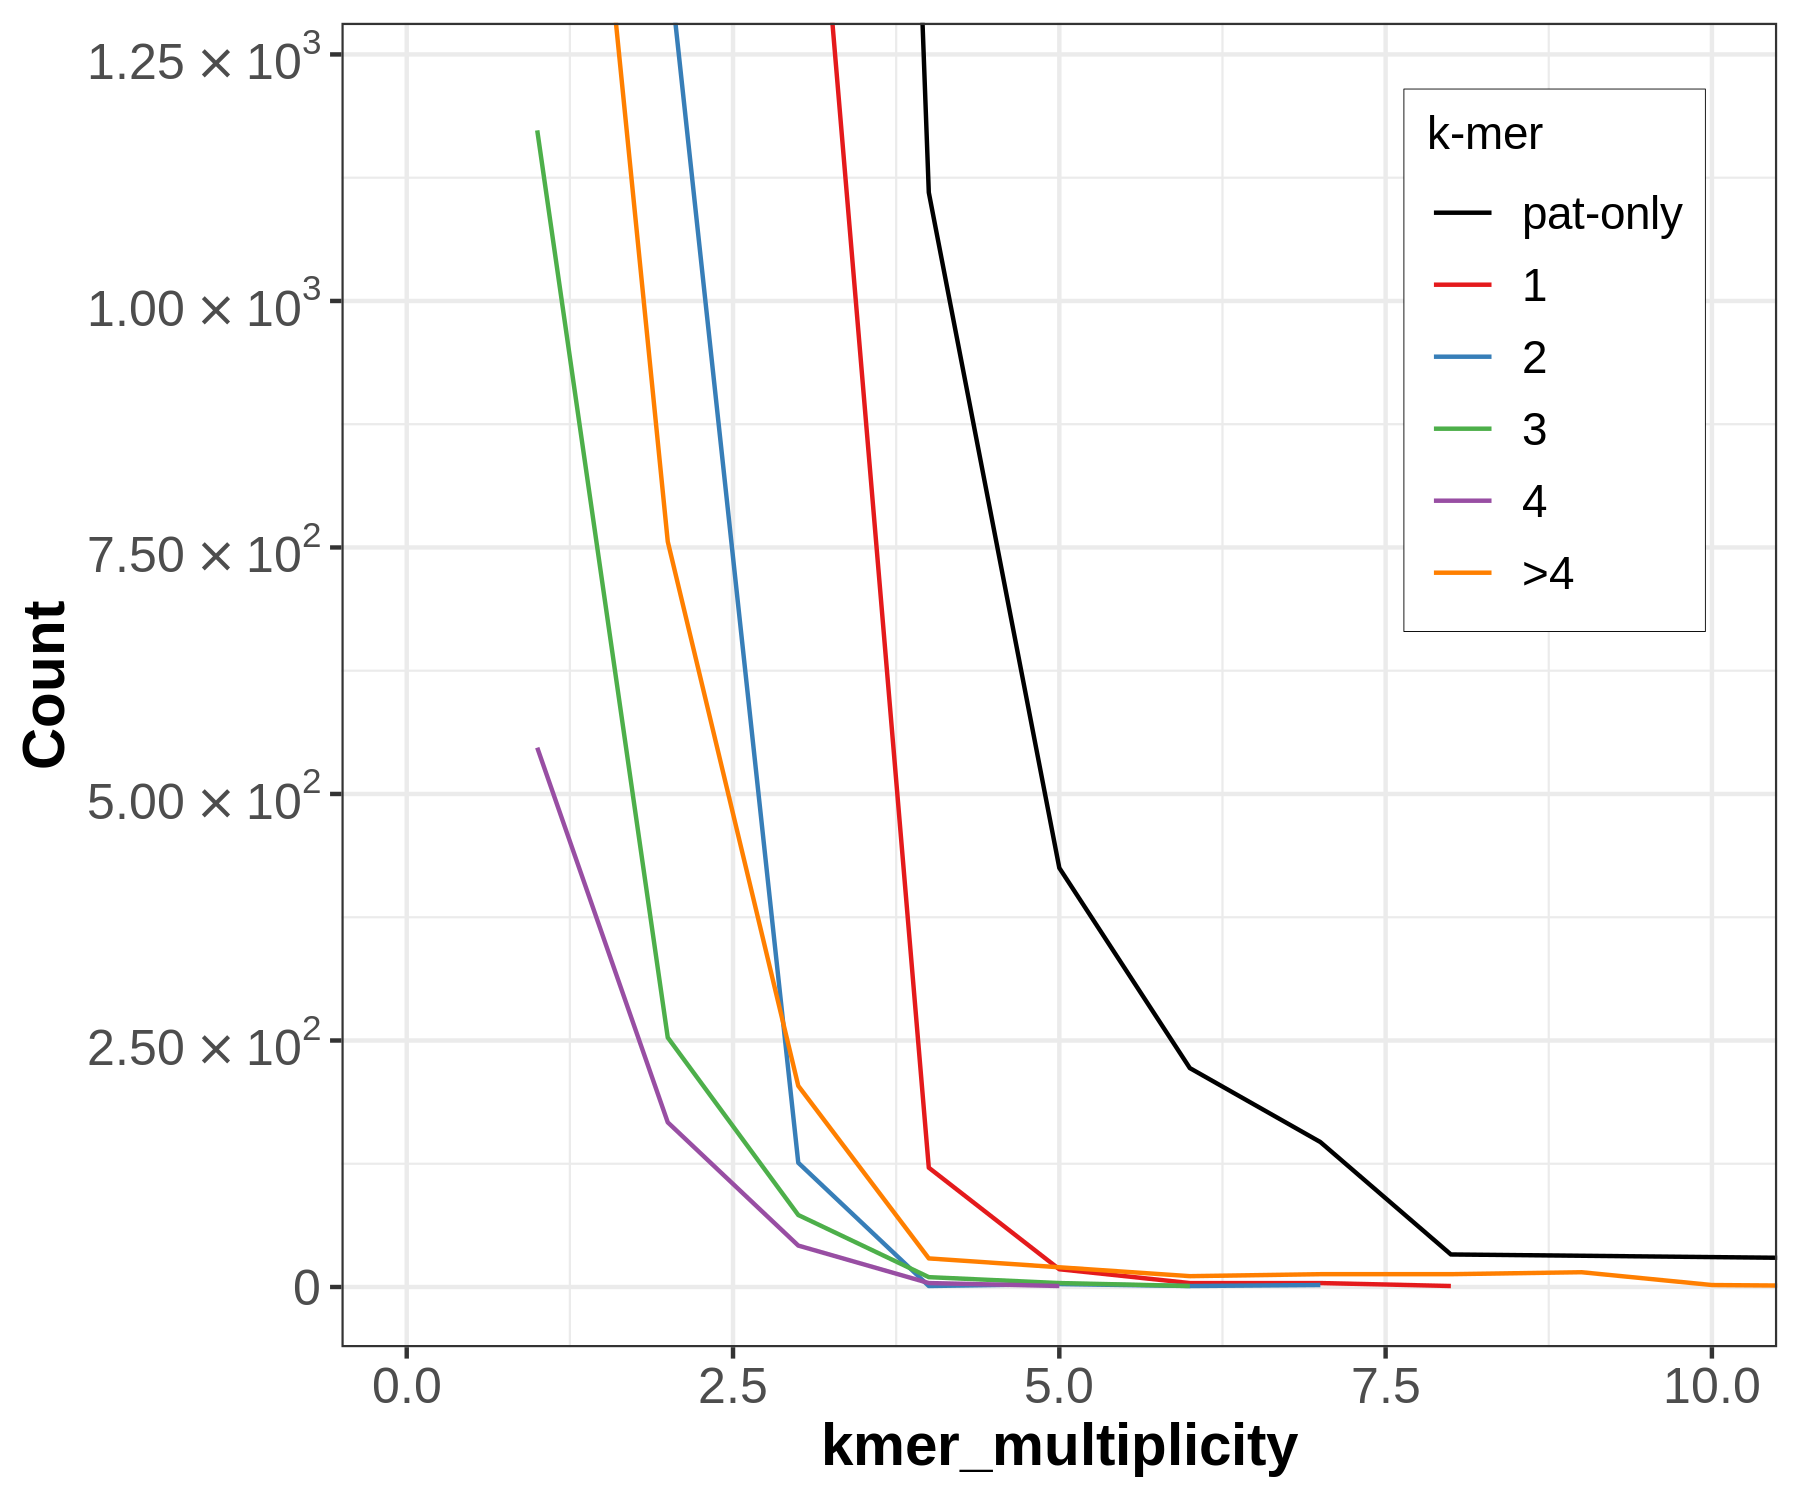 1.25 × 10³
1.00 × 10³
7.50 × 10²
5.00 × 10²
2.50 × 10²
0
Count
k-mer
pat-only
1
2
3
4
>4
0.0 2.5 5.0 7.5 10.0
kmer_multiplicity